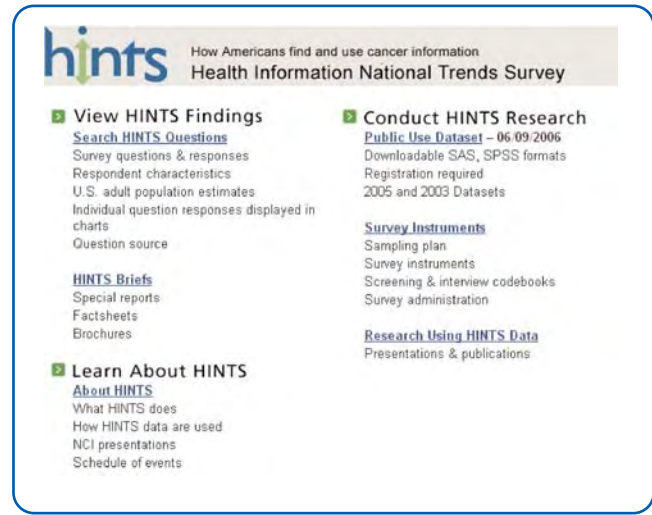 hints
How Americans find and use cancer information
Health Information National Trends Survey
View HINTS Findings
Search HINTS Questions
Survey questions & responses
Respondent characteristics
U.S. adult population estimates
Individual question responses displayed in
charts
Question source
HINTS Briefs
Special reports
Factsheets
Brochures
Learn About HINTS
About HINTS
What HINTS does
How HINTS data are used
NCI presentations
Schedule of events
Conduct HINTS Research
Public Use Dataset – 06/09/2006
Downloadable SAS, SPSS formats
Registration required
2005 and 2003 Datasets
Survey Instruments
Sampling plan
Survey instruments
Screening & interview codebooks
Survey administration
Research Using HINTS Data
Presentations & publications